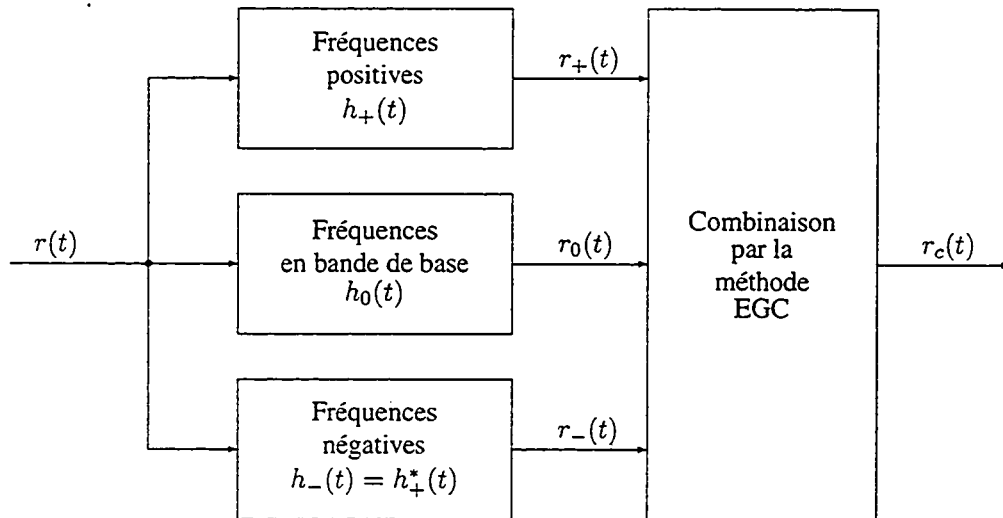 Fréquences
positives
h₊(t)
r₊(t)
r(t)
Fréquences
en bande de base
h₀(t)
r₀(t)
Combinaison
par la
méthode
EGC
r_c(t)
Fréquences
négatives
h₋(t) = h₊*(t)
r₋(t)